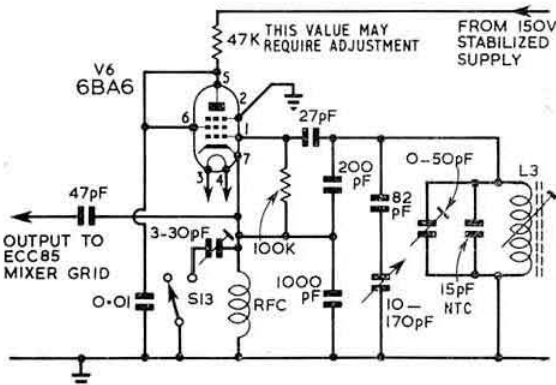 47K
THIS VALUE MAY
REQUIRE ADJUSTMENT
FROM 150V
STABILIZED
SUPPLY
V6
6BA6
5
2
6
1
7
3
4
27pF
200
pF
0-50pF
L3
82
pF
47pF
OUTPUT TO
ECC85
MIXER GRID
3-30pF
100K
0·01
S13
RFC
1000
pF
10-
170pF
15pF
NTC